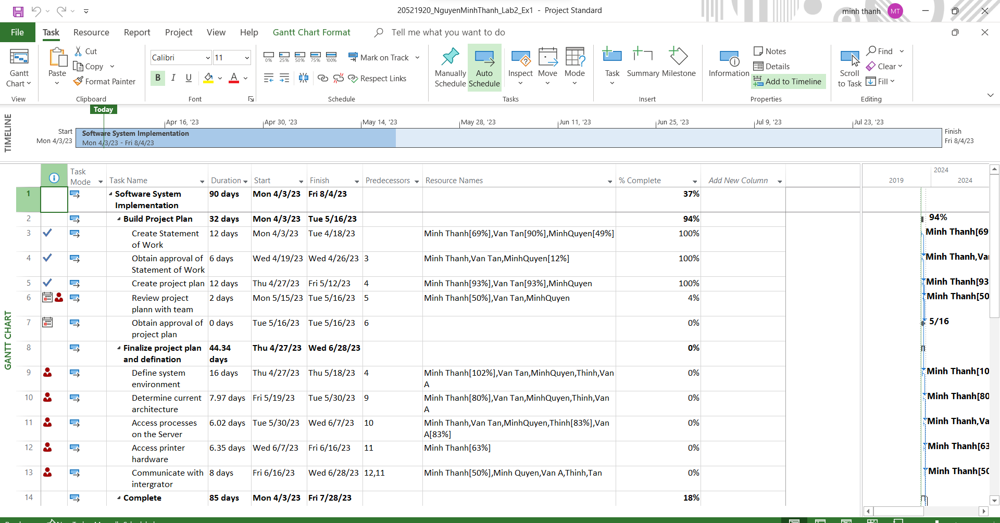 20521920_NguyenMinhThanh_Lab2_Ex1 - Project Standard
minh thanh MT
File Task Resource Report Project View Help Gantt Chart Format Tell me what you want to do
Gantt Chart
View
Paste
Cut
Copy
Format Painter
Clipboard
Calibri 11
B I U A
Font
0% 25% 50% 75% 100% Mark on Track
Respect Links
Schedule
Manually Schedule
Auto Schedule
Inspect
Move
Mode
Tasks
Task
Summary
Milestone
Insert
Information
Notes
Details
Add to Timeline
Properties
Scroll to Task
Find
Clear
Fill
Editing
TIMELINE
Today
Apr 16, '23 Apr 30, '23 May 14, '23 May 28, '23 Jun 11, '23 Jun 25, '23 Jul 9, '23 Jul 23, '23
Start
Mon 4/3/23
Software System Implementation
Mon 4/3/23 - Fri 8/4/23
Finish
Fri 8/4/23
GANTT CHART
Task Mode Task Name Duration Start Finish Predecessors Resource Names % Complete Add New Column
2024
2019 2024
1 Software System Implementation 90 days Mon 4/3/23 Fri 8/4/23 37%
2 Build Project Plan 32 days Mon 4/3/23 Tue 5/16/23 94% 94%
3 Create Statement of Work 12 days Mon 4/3/23 Tue 4/18/23 Minh Thanh[69%],Van Tan[90%],MinhQuyen[49%] 100% Minh Thanh[69
4 Obtain approval of Statement of Work 6 days Wed 4/19/23 Wed 4/26/23 3 Minh Thanh,Van Tan,MinhQuyen[12%] 100% Minh Thanh,Va
5 Create project plan 12 days Thu 4/27/23 Fri 5/12/23 4 Minh Thanh[93%],Van Tan[93%],MinhQuyen 100% Minh Thanh[93
6 Review project plann with team 2 days Mon 5/15/23 Tue 5/16/23 5 Minh Thanh[50%],Van Tan,MinhQuyen 4% Minh Thanh[50
7 Obtain approval of project plan 0 days Tue 5/16/23 Tue 5/16/23 6 0% 5/16
8 Finalize project plan and defination 44.34 days Thu 4/27/23 Wed 6/28/23 0%
9 Define system environment 16 days Thu 4/27/23 Thu 5/18/23 4 Minh Thanh[102%],Van Tan,MinhQuyen,Thinh,Van A 0% Minh Thanh[10
10 Determine current architecture 7.97 days Fri 5/19/23 Tue 5/30/23 9 Minh Thanh[80%],Van Tan,MinhQuyen,Thinh,Van A 0% Minh Thanh[80
11 Access processes on the Server 6.02 days Tue 5/30/23 Wed 6/7/23 10 Minh Thanh,Van Tan,MinhQuyen,Thinh[83%],Van A[83%] 0% Minh Thanh,Va
12 Access printer hardware 6.35 days Wed 6/7/23 Fri 6/16/23 11 Minh Thanh[63%] 0% Minh Thanh[63
13 Communicate with intergrator 8 days Fri 6/16/23 Wed 6/28/23 12,11 Minh Thanh[50%],Minh Quyen,Van A,Thinh,Tan 0% Minh Thanh[50
14 Complete 85 days Mon 4/3/23 Fri 7/28/23 18%